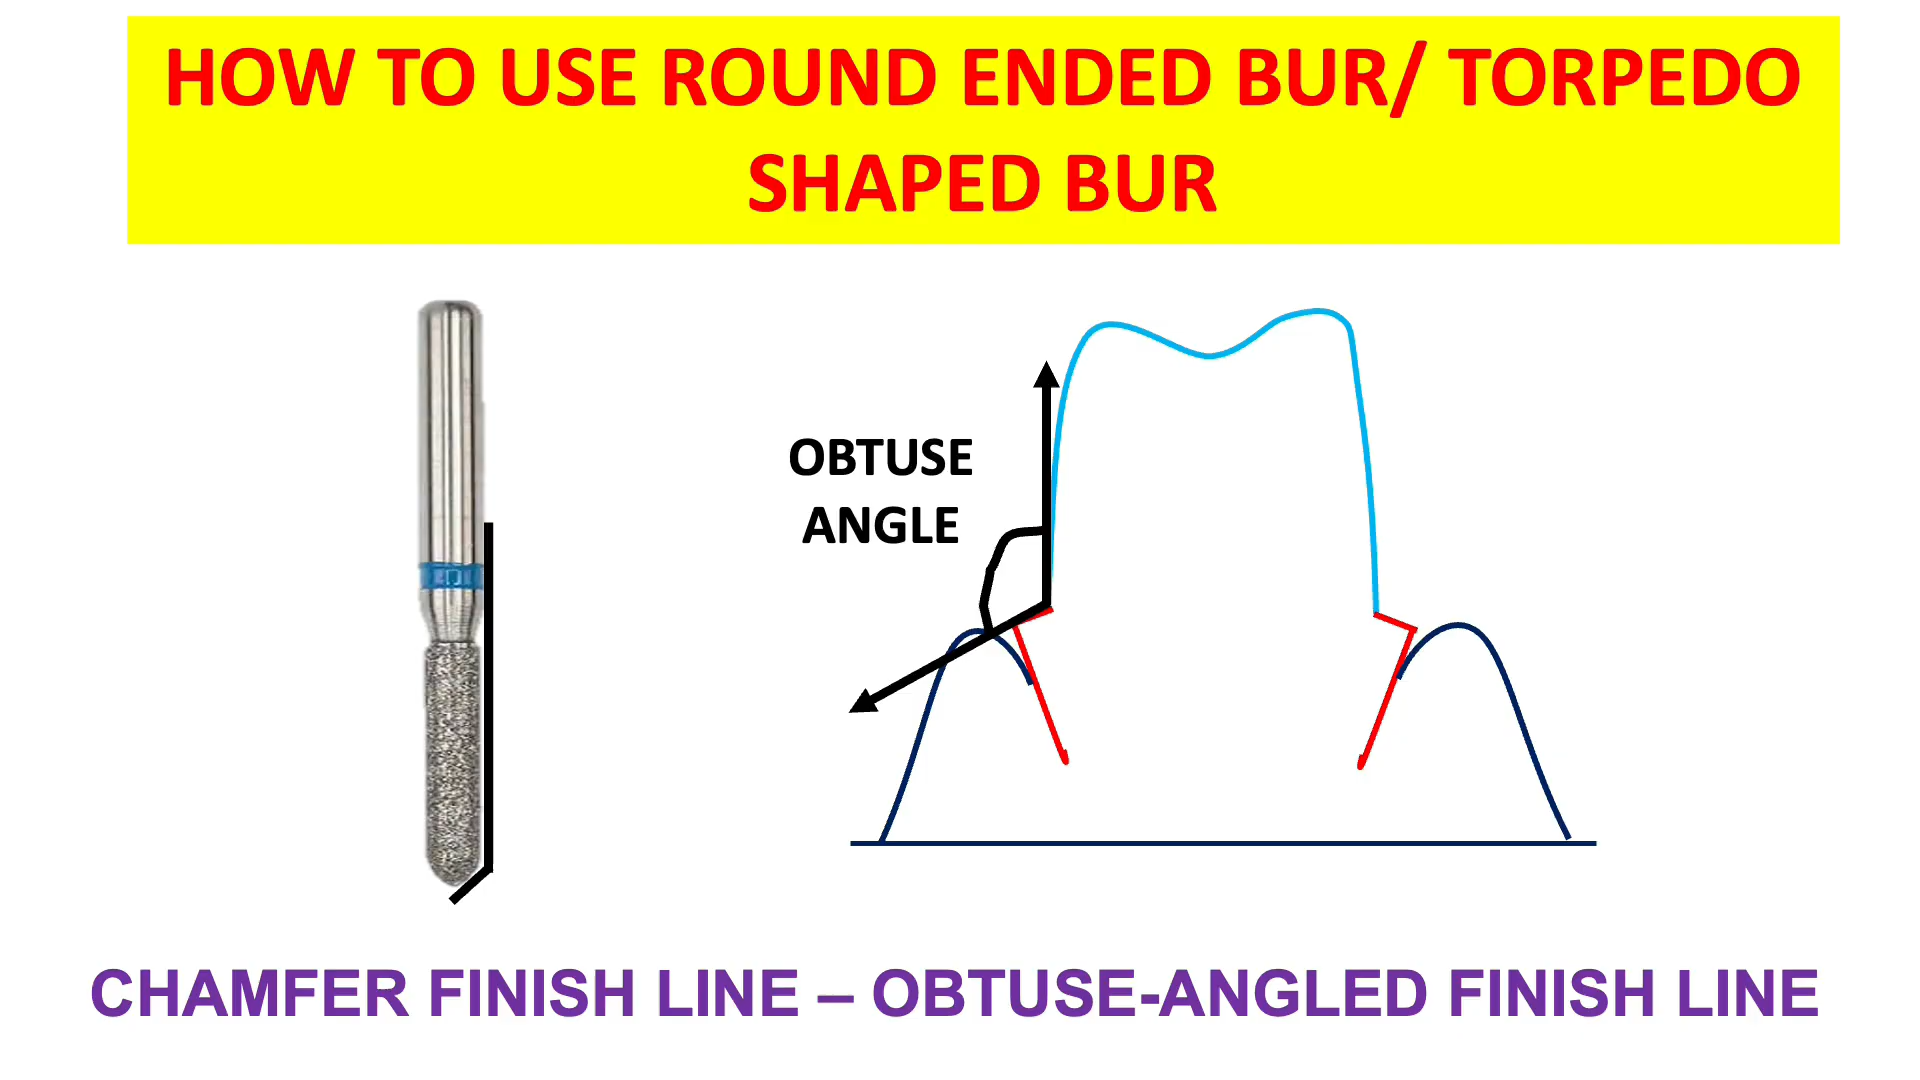 HOW TO USE ROUND ENDED BUR/ TORPEDO
SHAPED BUR
OBTUSE
ANGLE
CHAMFER FINISH LINE – OBTUSE-ANGLED FINISH LINE